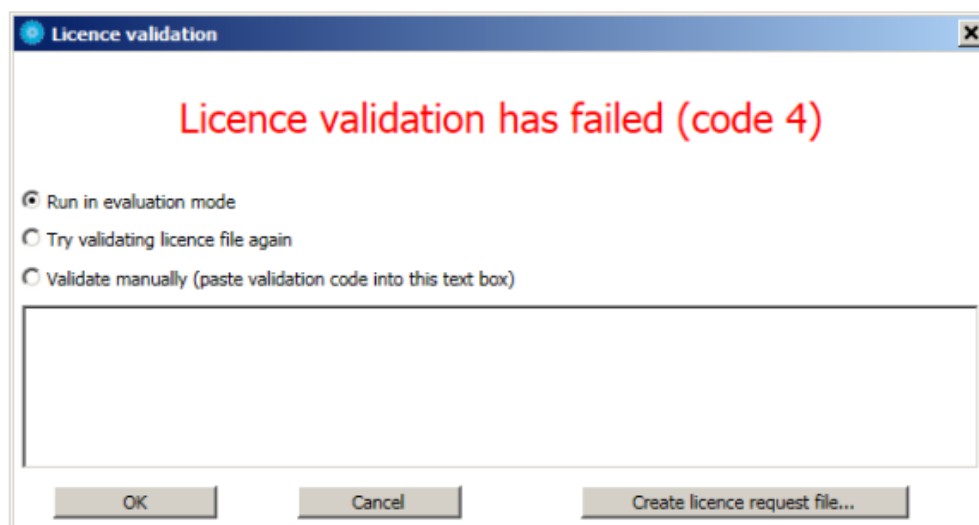 Licence validation
Licence validation has failed (code 4)
Run in evaluation mode
Try validating licence file again
Validate manually (paste validation code into this text box)
OK Cancel Create licence request file...